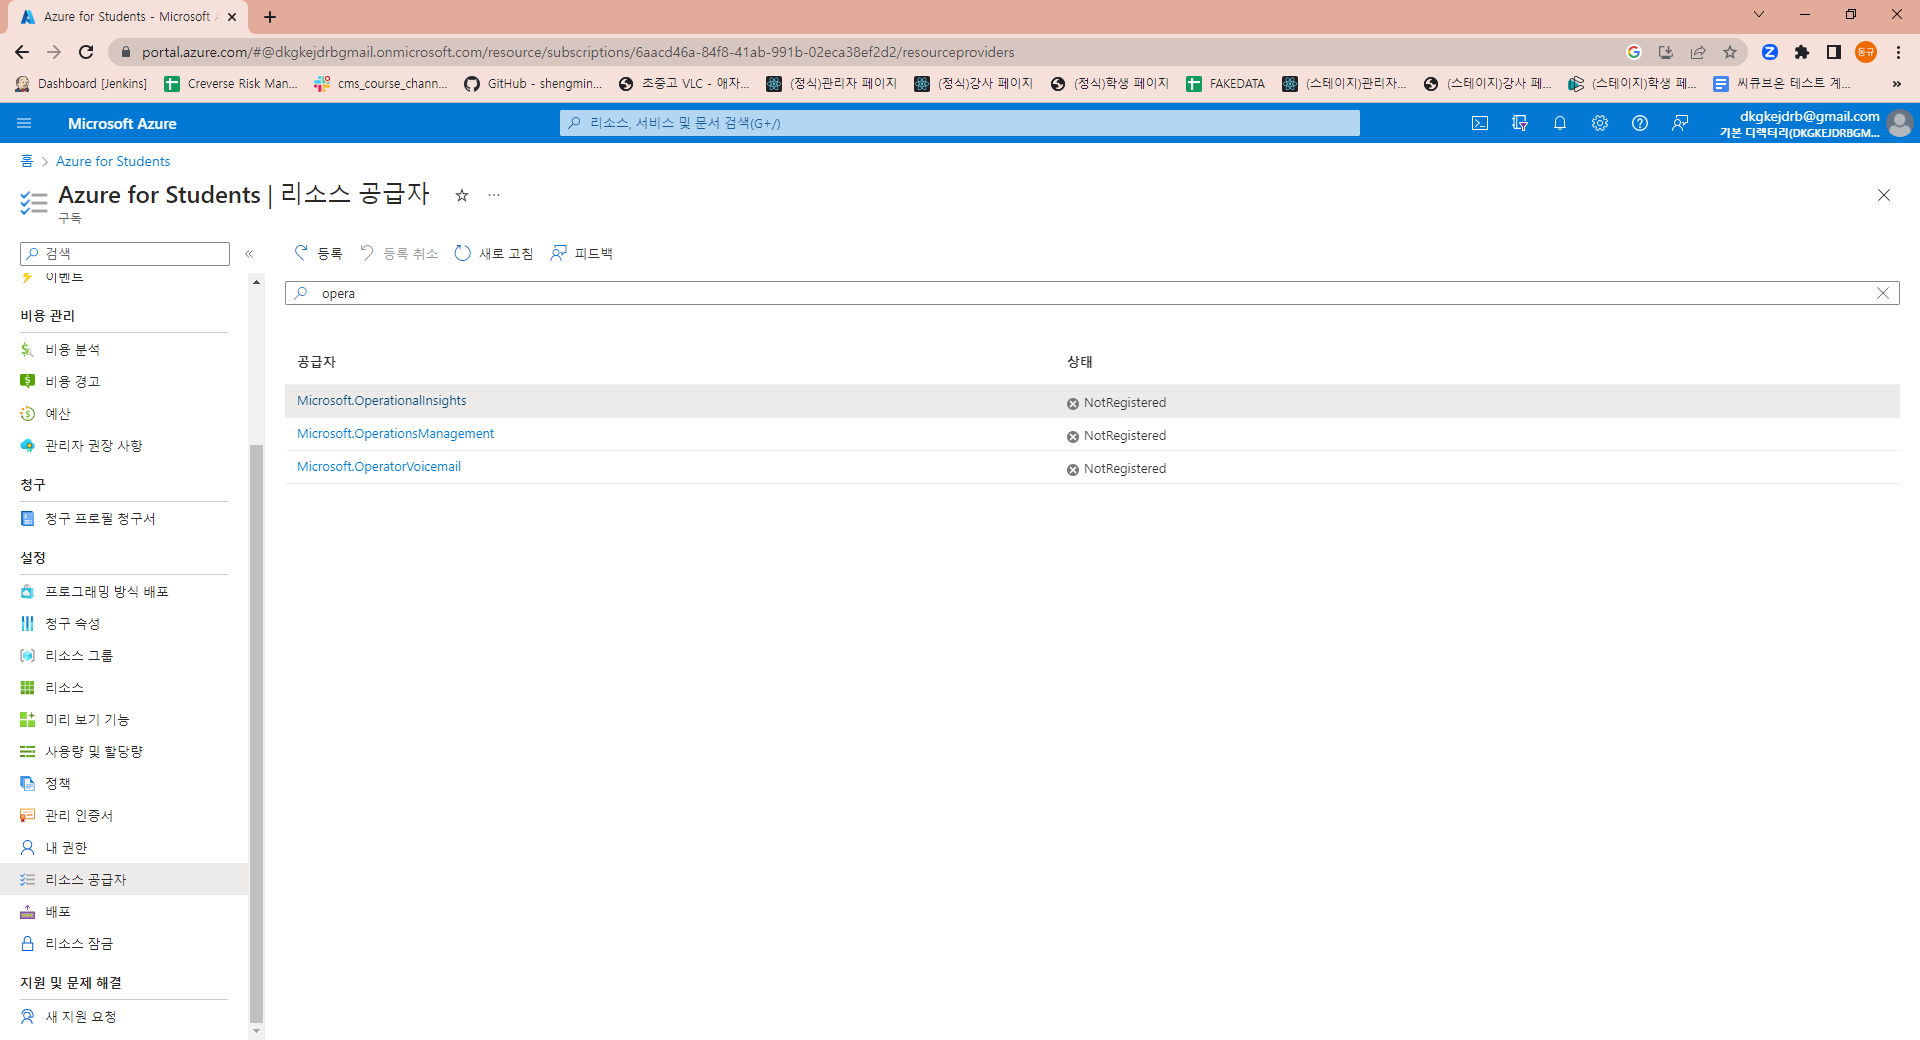 Azure for Students - Microsoft
portal.azure.com/#@dkgkejdrbgmail.onmicrosoft.com/resource/subscriptions/6aacd46a-84f8-41ab-991b-02eca38ef2d2/resourceproviders
동규
Dashboard [Jenkins]
Creverse Risk Man...
cms_course_chann...
GitHub - shengmin...
초중고 VLC - 애자...
(정식)관리자 페이지
(정식)강사 페이지
(정식)학생 페이지
FAKEDATA
(스테이지)관리자...
(스테이지)강사 페...
(스테이지)학생 페...
씨큐브온 테스트 계...
Microsoft Azure
리소스, 서비스 및 문서 검색(G+/)
dkgkejdrb@gmail.com
기본 디렉터리(DKGKEJDRBGM...
홈 > Azure for Students
Azure for Students | 리소스 공급자
구독
검색
등록
등록 취소
새로 고침
피드백
이벤트
opera
비용 관리
비용 분석
비용 경고
예산
관리자 권장 사항
청구
청구 프로필 청구서
설정
프로그래밍 방식 배포
청구 속성
리소스 그룹
리소스
미리 보기 기능
사용량 및 할당량
정책
관리 인증서
내 권한
리소스 공급자
배포
리소스 잠금
지원 및 문제 해결
새 지원 요청
공급자 상태
Microsoft.OperationalInsights NotRegistered
Microsoft.OperationsManagement NotRegistered
Microsoft.OperatorVoicemail NotRegistered